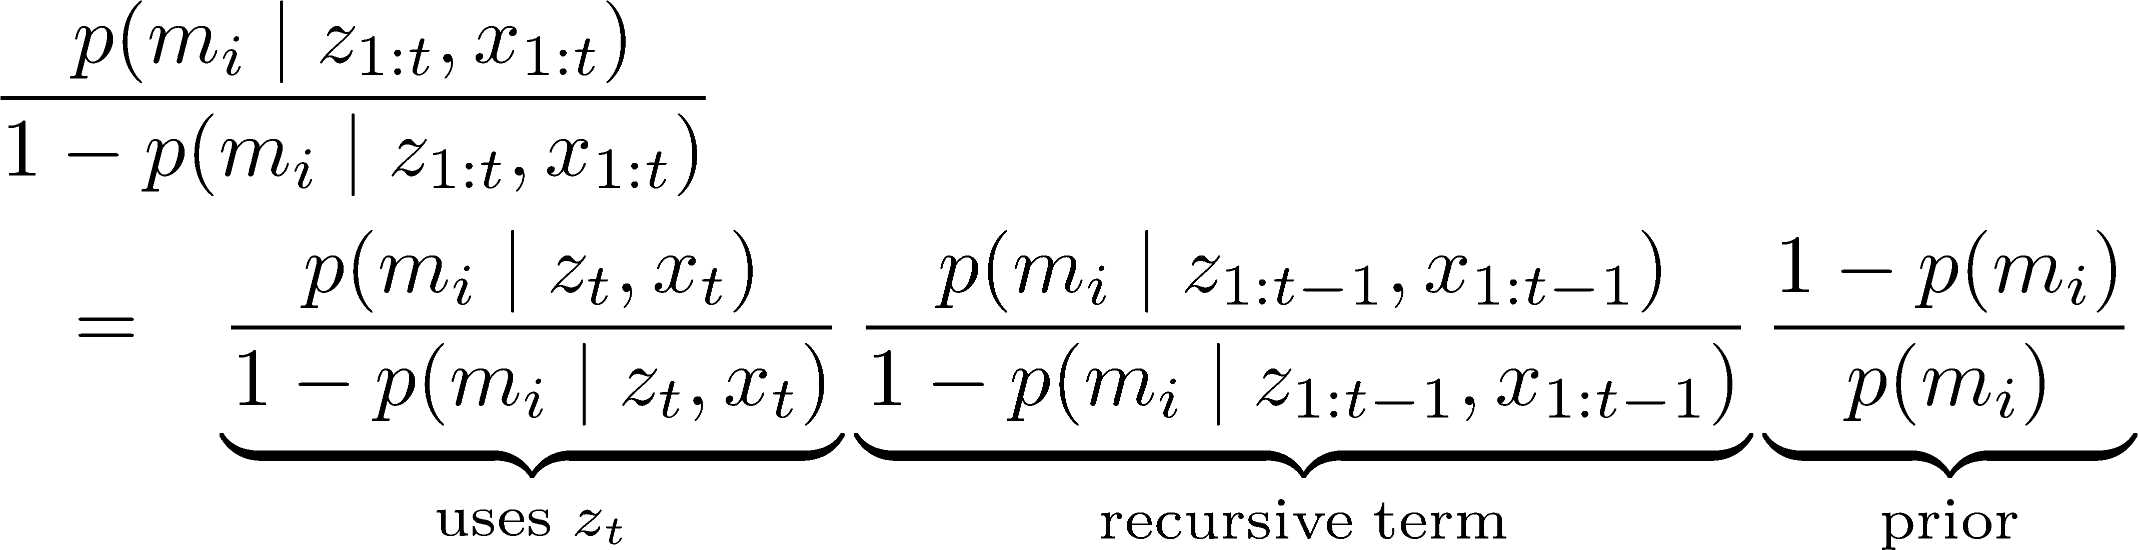 p(m_i | z_{1:t}, x_{1:t})
1 − p(m_i | z_{1:t}, x_{1:t})
= p(m_i | z_t, x_t) p(m_i | z_{1:t−1}, x_{1:t−1}) 1 − p(m_i)
1 − p(m_i | z_t, x_t) 1 − p(m_i | z_{1:t−1}, x_{1:t−1}) p(m_i)
uses z_t recursive term prior